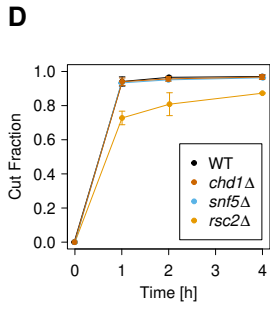 D
1.0
0.8
0.6
0.4
0.2
0.0
Cut Fraction
WT
chd1Δ
snf5Δ
rsc2Δ
0 1 2 3 4
Time [h]